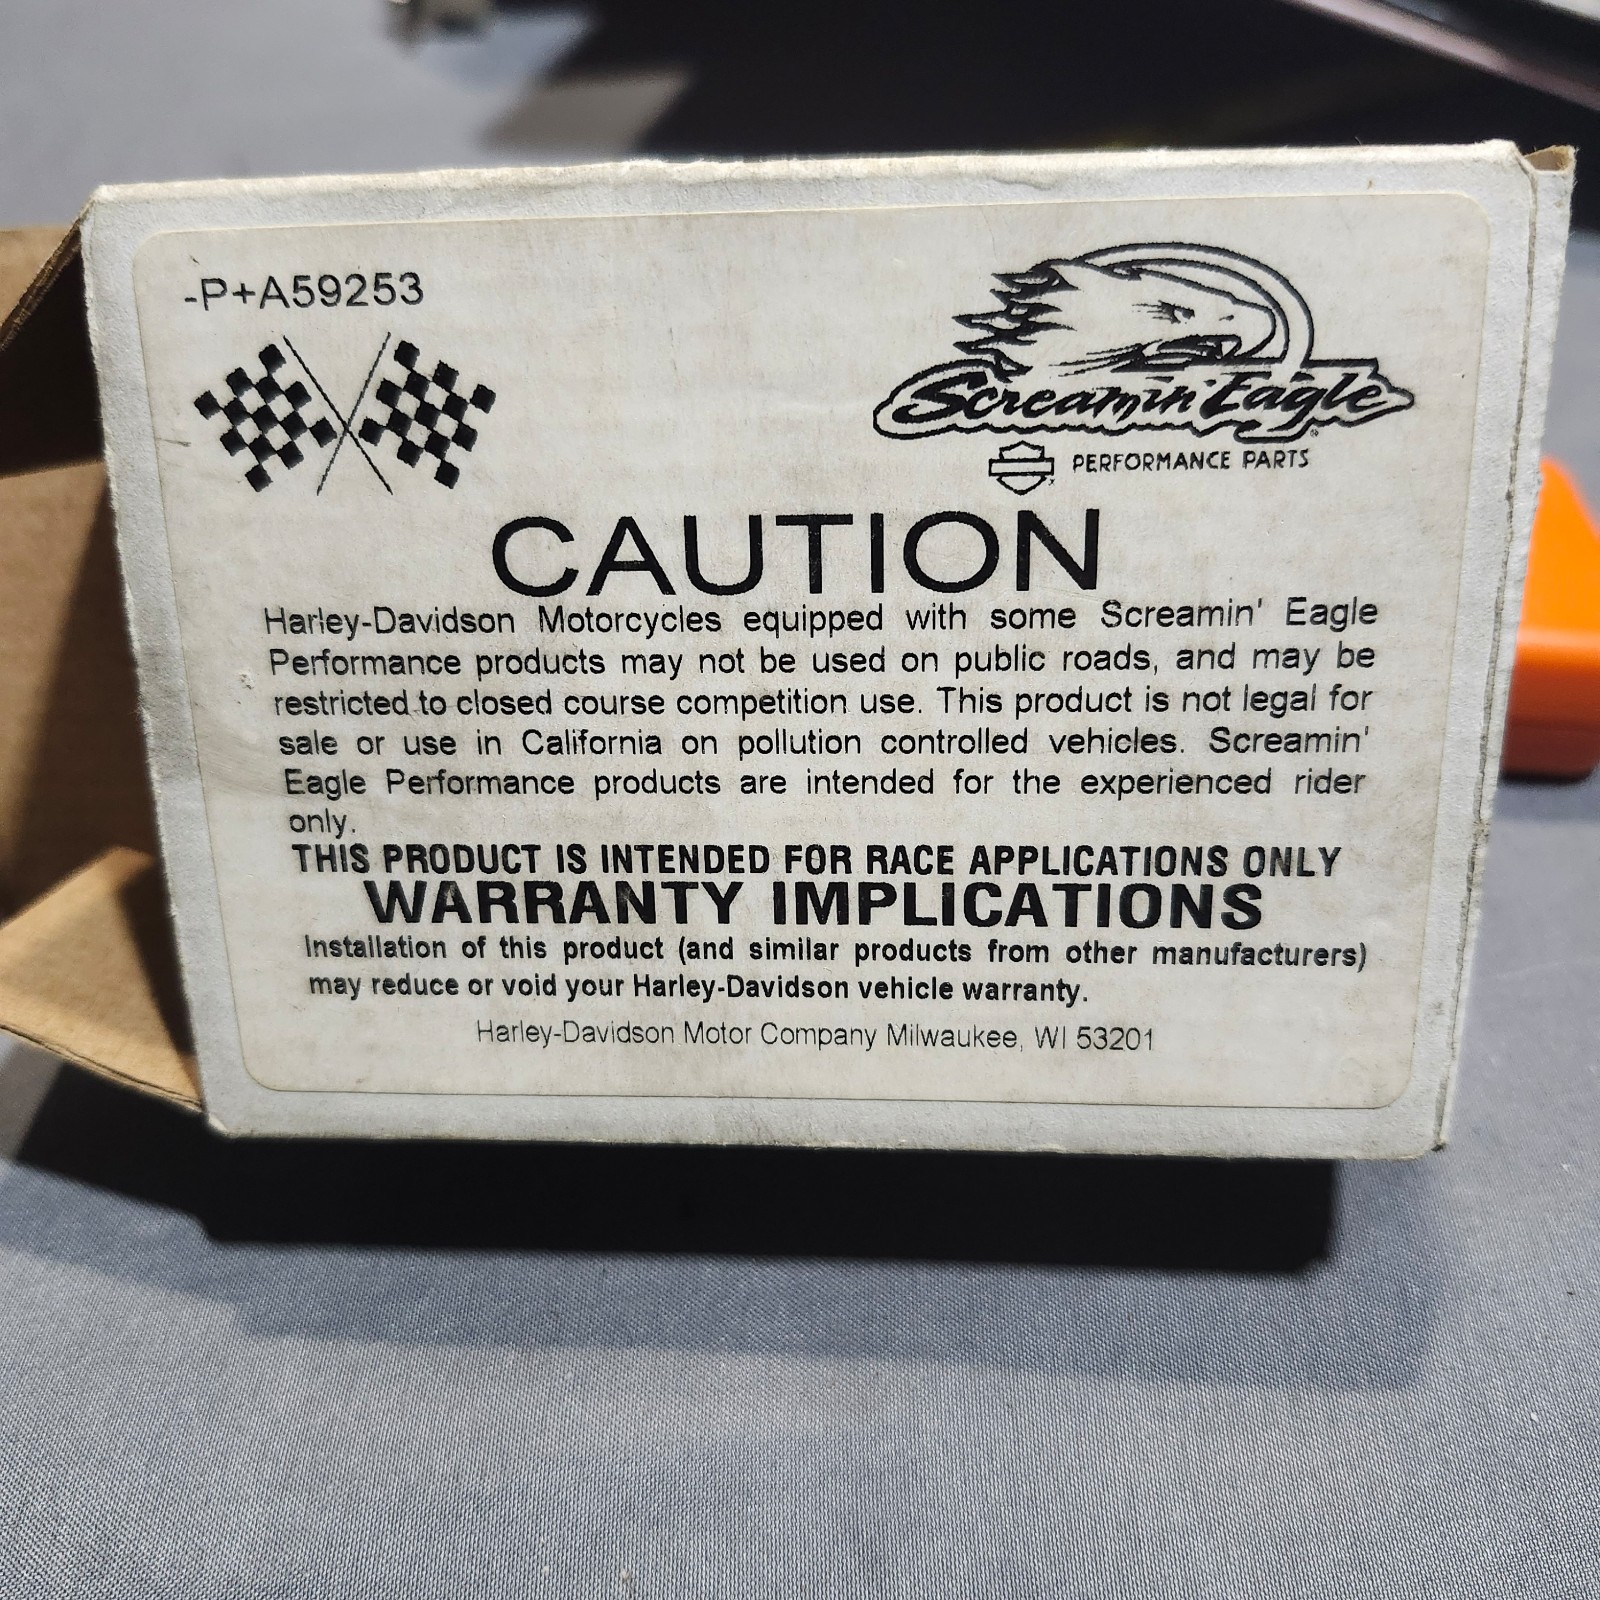 -P+A59253
Screamin' Eagle
PERFORMANCE PARTS
CAUTION
Harley-Davidson Motorcycles equipped with some Screamin' Eagle
Performance products may not be used on public roads, and may be
restricted to closed course competition use. This product is not legal for
sale or use in California on pollution controlled vehicles. Screamin'
Eagle Performance products are intended for the experienced rider
only.
THIS PRODUCT IS INTENDED FOR RACE APPLICATIONS ONLY
WARRANTY IMPLICATIONS
Installation of this product (and similar products from other manufacturers)
may reduce or void your Harley-Davidson vehicle warranty.
Harley-Davidson Motor Company Milwaukee, WI 53201